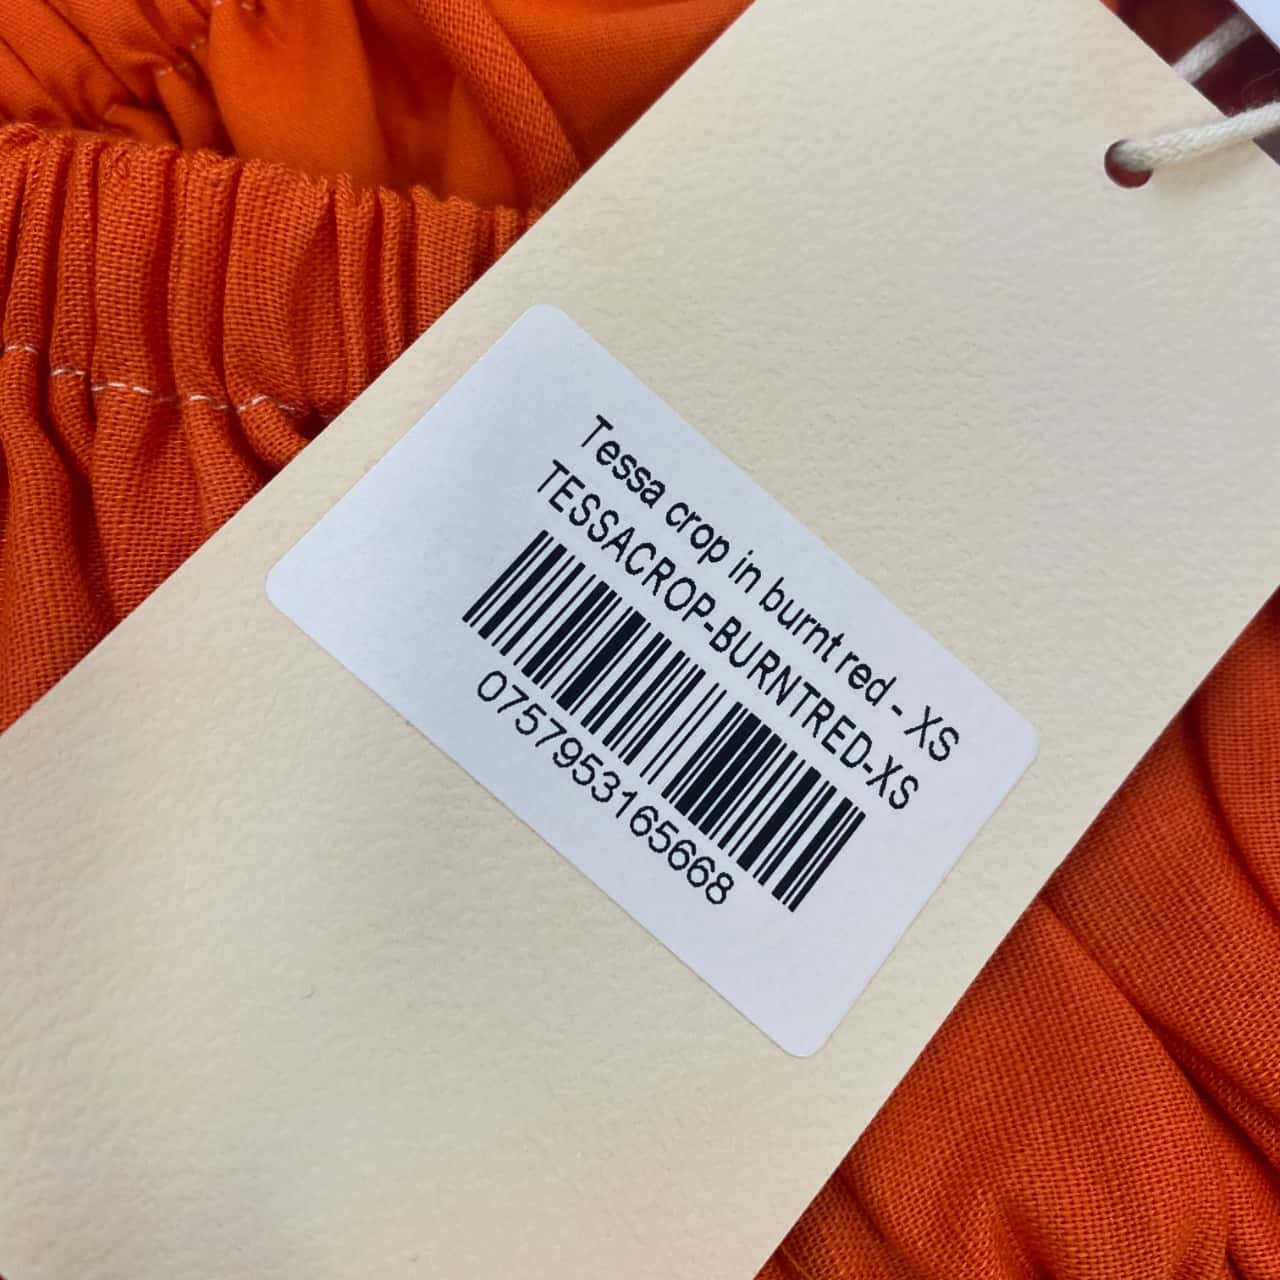 Tessa crop in burnt red - XS
TESSACROP-BURNTRED-XS
0757953165668